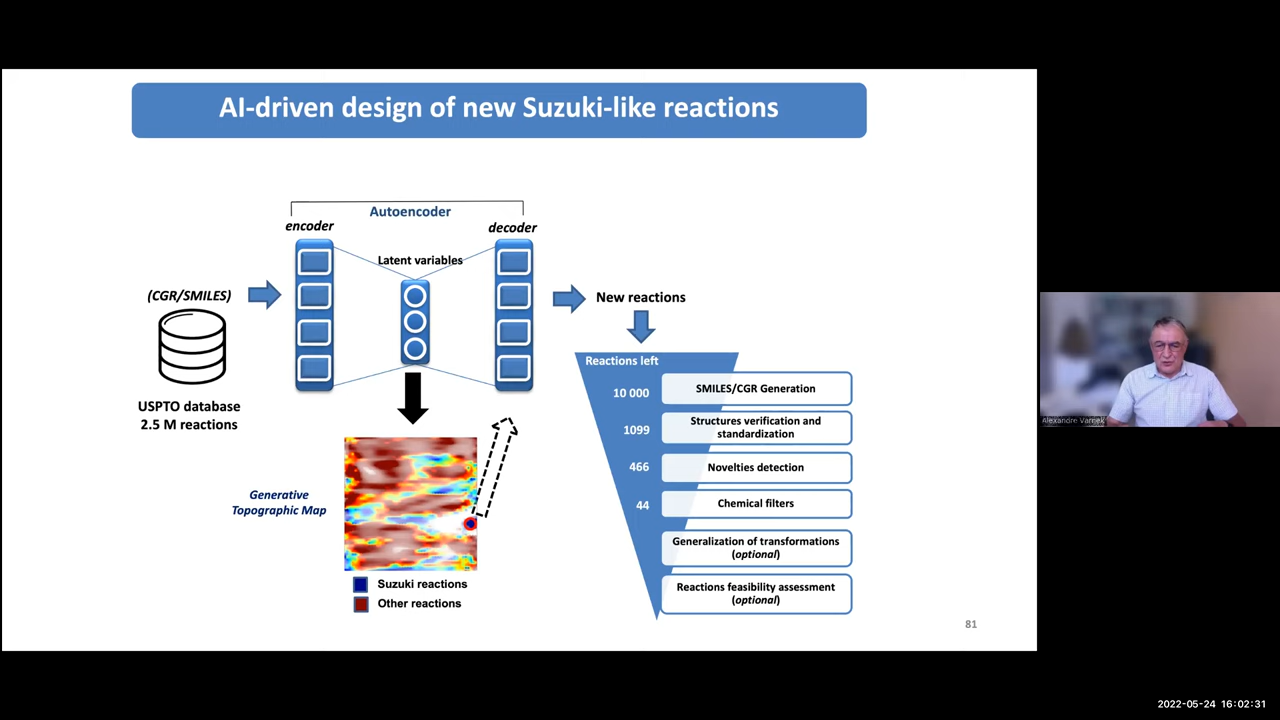 AI-driven design of new Suzuki-like reactions
Autoencoder
encoder
decoder
Latent variables
(CGR/SMILES)
USPTO database
2.5 M reactions
New reactions
Generative
Topographic Map
Suzuki reactions
Other reactions
Reactions left
10 000
SMILES/CGR Generation
1099
Structures verification and
standardization
466
Novelties detection
44
Chemical filters
Generalization of transformations
(optional)
Reactions feasibility assessment
(optional)
81
Alexandre Varnek
2022-05-24 16:02:31